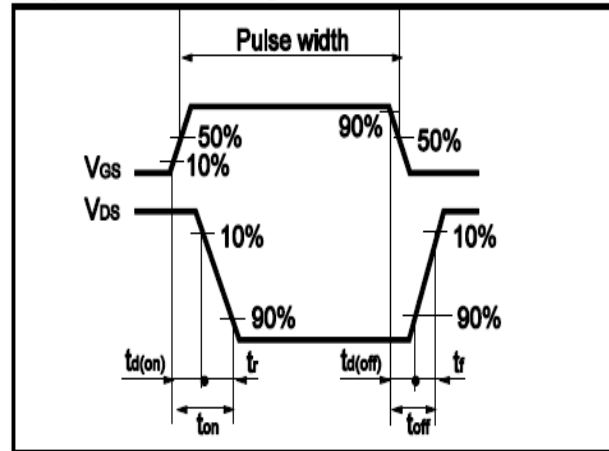 Pulse width
90%
50%
50%
VGS
10%
VDS
10%
10%
90%
90%
td(on)
tr
td(off)
tf
ton
toff